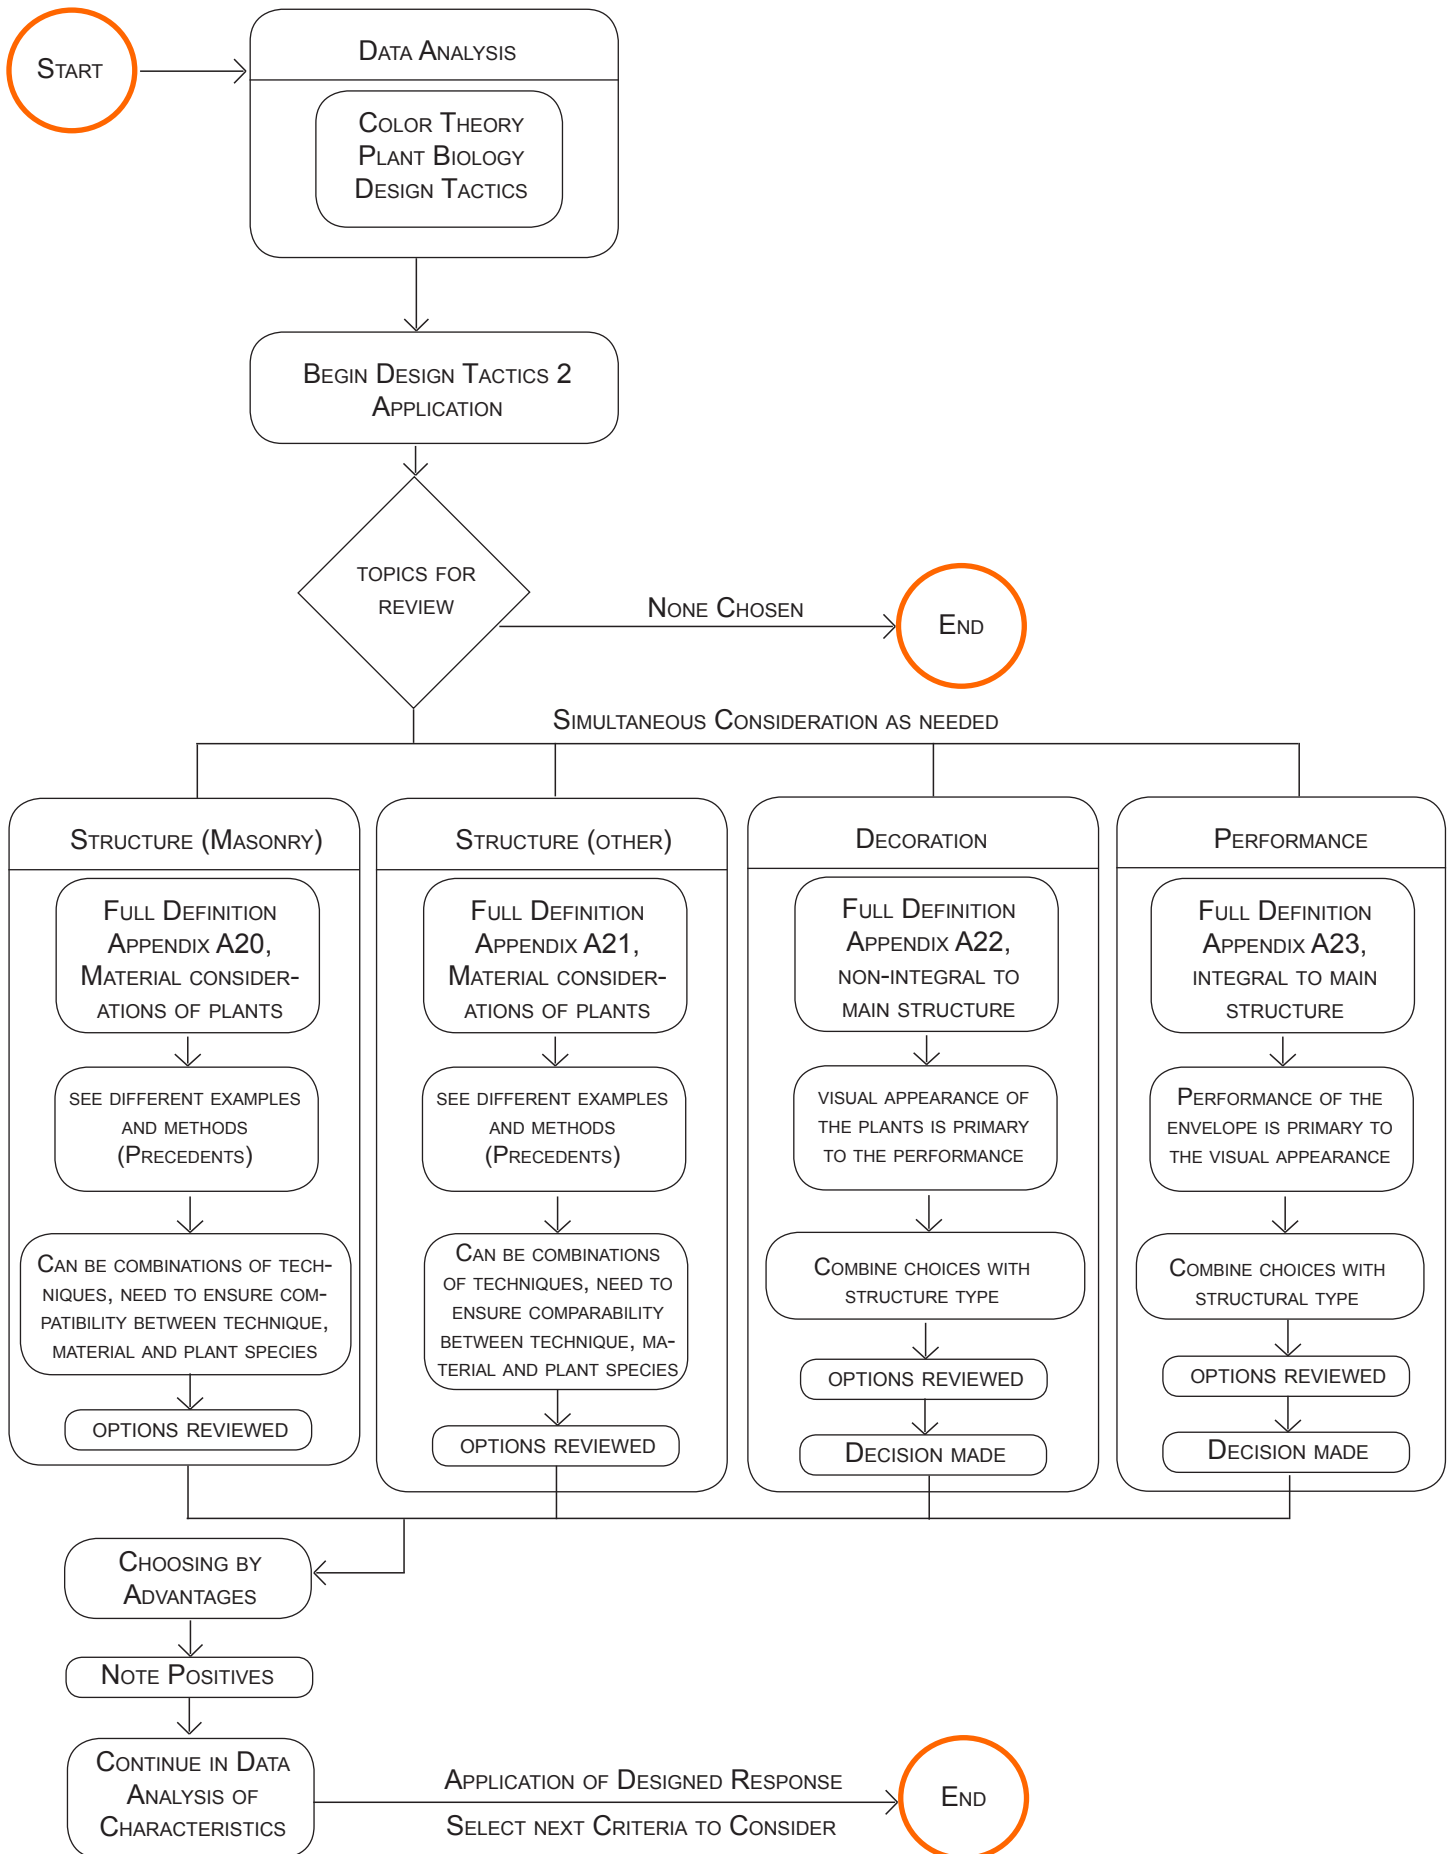 Start
Data Analysis
Color Theory
Plant Biology
Design Tactics
Begin Design Tactics 2
Application
topics for
review
None Chosen
End
Simultaneous Consideration as needed
Structure (Masonry)
Full Definition
Appendix A20,
Material consider-
ations of plants
see different examples
and methods
(Precedents)
Can be combinations of tech-
niques, need to ensure com-
patibility between technique,
material and plant species
options reviewed
Structure (other)
Full Definition
Appendix A21,
Material consider-
ations of plants
see different examples
and methods
(Precedents)
Can be combinations
of techniques, need to
ensure comparability
between technique, ma-
terial and plant species
options reviewed
Decoration
Full Definition
Appendix A22,
non-integral to
main structure
visual appearance of
the plants is primary
to the performance
Combine choices with
structure type
options reviewed
Decision made
Performance
Full Definition
Appendix A23,
integral to main
structure
Performance of the
envelope is primary to
the visual appearance
Combine choices with
structural type
options reviewed
Decision made
Choosing by
Advantages
Note Positives
Continue in Data
Analysis of
Characteristics
Application of Designed Response
Select next Criteria to Consider
End